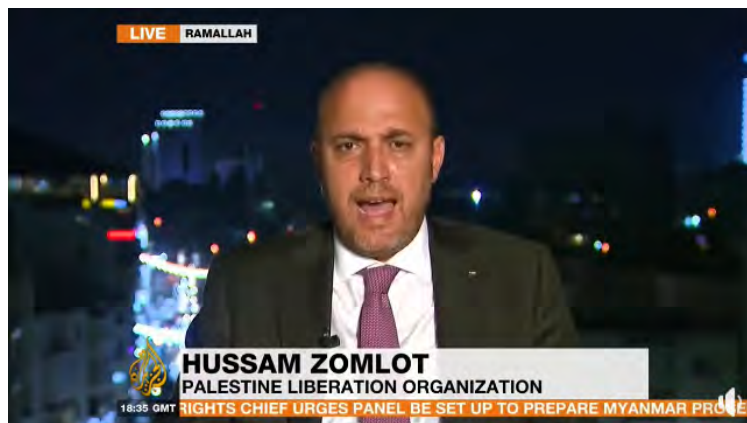 LIVE RAMALLAH
HUSSAM ZOMLOT
PALESTINE LIBERATION ORGANIZATION
18:35 GMT RIGHTS CHIEF URGES PANEL BE SET UP TO PREPARE MYANMAR